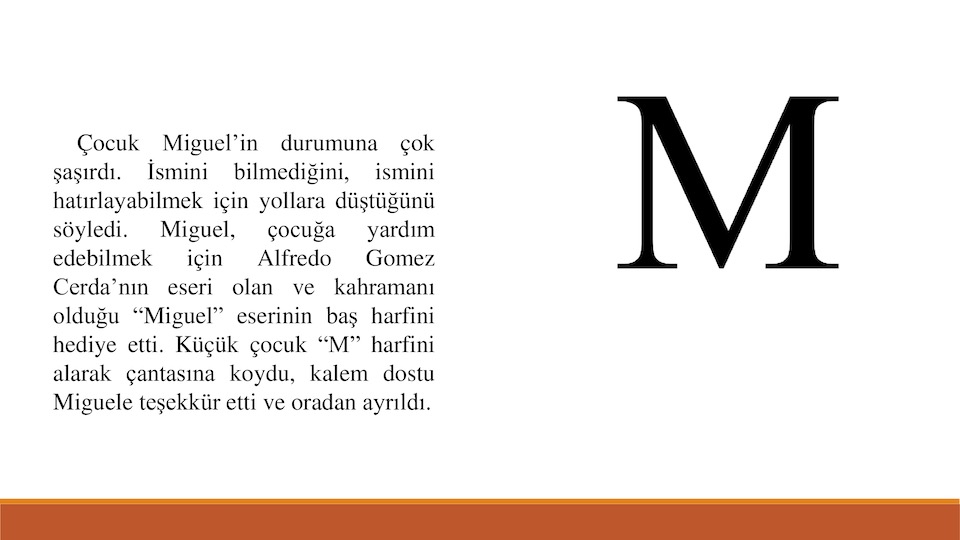 Çocuk Miguel’in durumuna çok
şaşırdı. İsmini bilmediğini, ismini
hatırlayabilmek için yollara düştüğünü
söyledi. Miguel, çocuğa yardım
edebilmek için Alfredo Gomez
Cerda’nın eseri olan ve kahramanı
olduğu “Miguel” eserinin baş harfini
hediye etti. Küçük çocuk “M” harfini
alarak çantasına koydu, kalem dostu
Miguele teşekkür etti ve oradan ayrıldı.
M